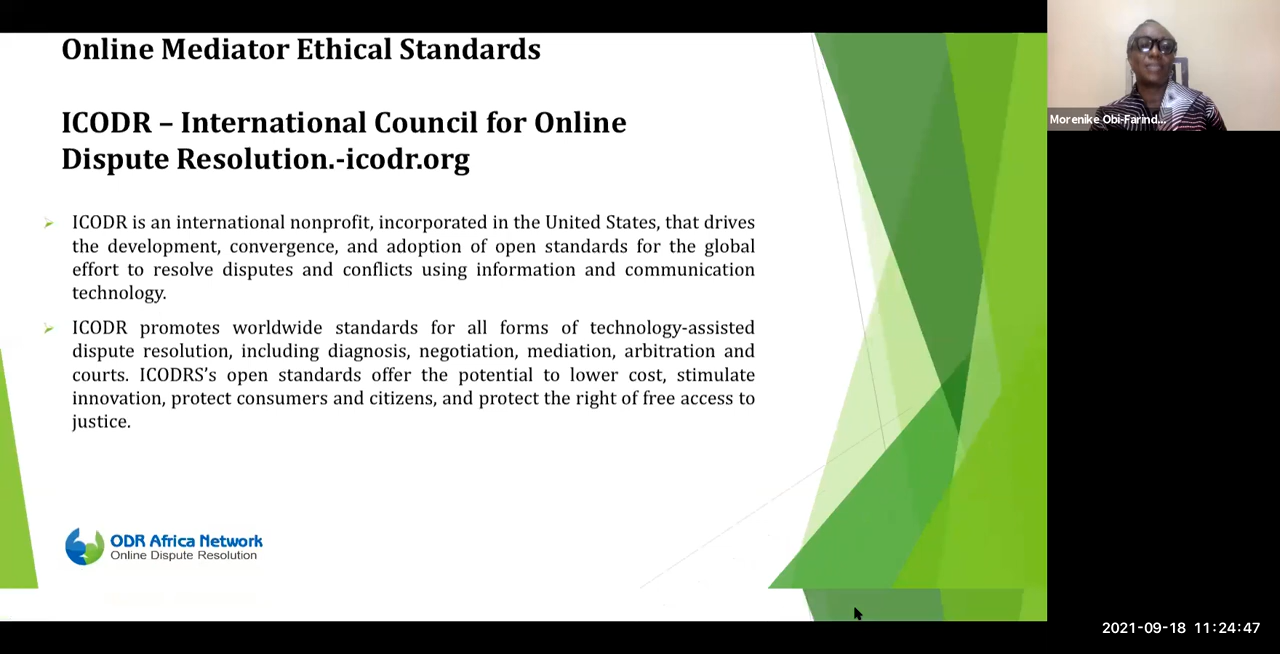 Online Mediator Ethical Standards
ICODR – International Council for Online
Dispute Resolution.-icodr.org
ICODR is an international nonprofit, incorporated in the United States, that drives
the development, convergence, and adoption of open standards for the global
effort to resolve disputes and conflicts using information and communication
technology.
ICODR promotes worldwide standards for all forms of technology-assisted
dispute resolution, including diagnosis, negotiation, mediation, arbitration and
courts. ICODRS’s open standards offer the potential to lower cost, stimulate
innovation, protect consumers and citizens, and protect the right of free access to
justice.
ODR Africa Network
Online Dispute Resolution
Morenike Obi-Farind...
2021-09-18 11:24:47